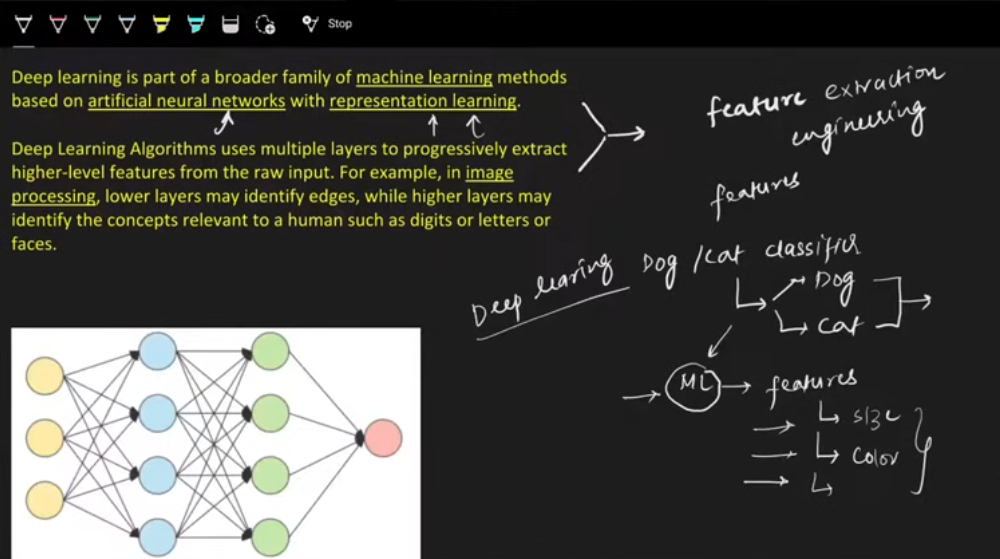 Stop
Deep learning is part of a broader family of machine learning methods
based on artificial neural networks with representation learning.
Deep Learning Algorithms uses multiple layers to progressively extract
higher-level features from the raw input. For example, in image
processing, lower layers may identify edges, while higher layers may
identify the concepts relevant to a human such as digits or letters or
faces.
feature extraction
engineering
features
Deep learing
Dog /cat classifier
Dog
cat
ML
features
size
color